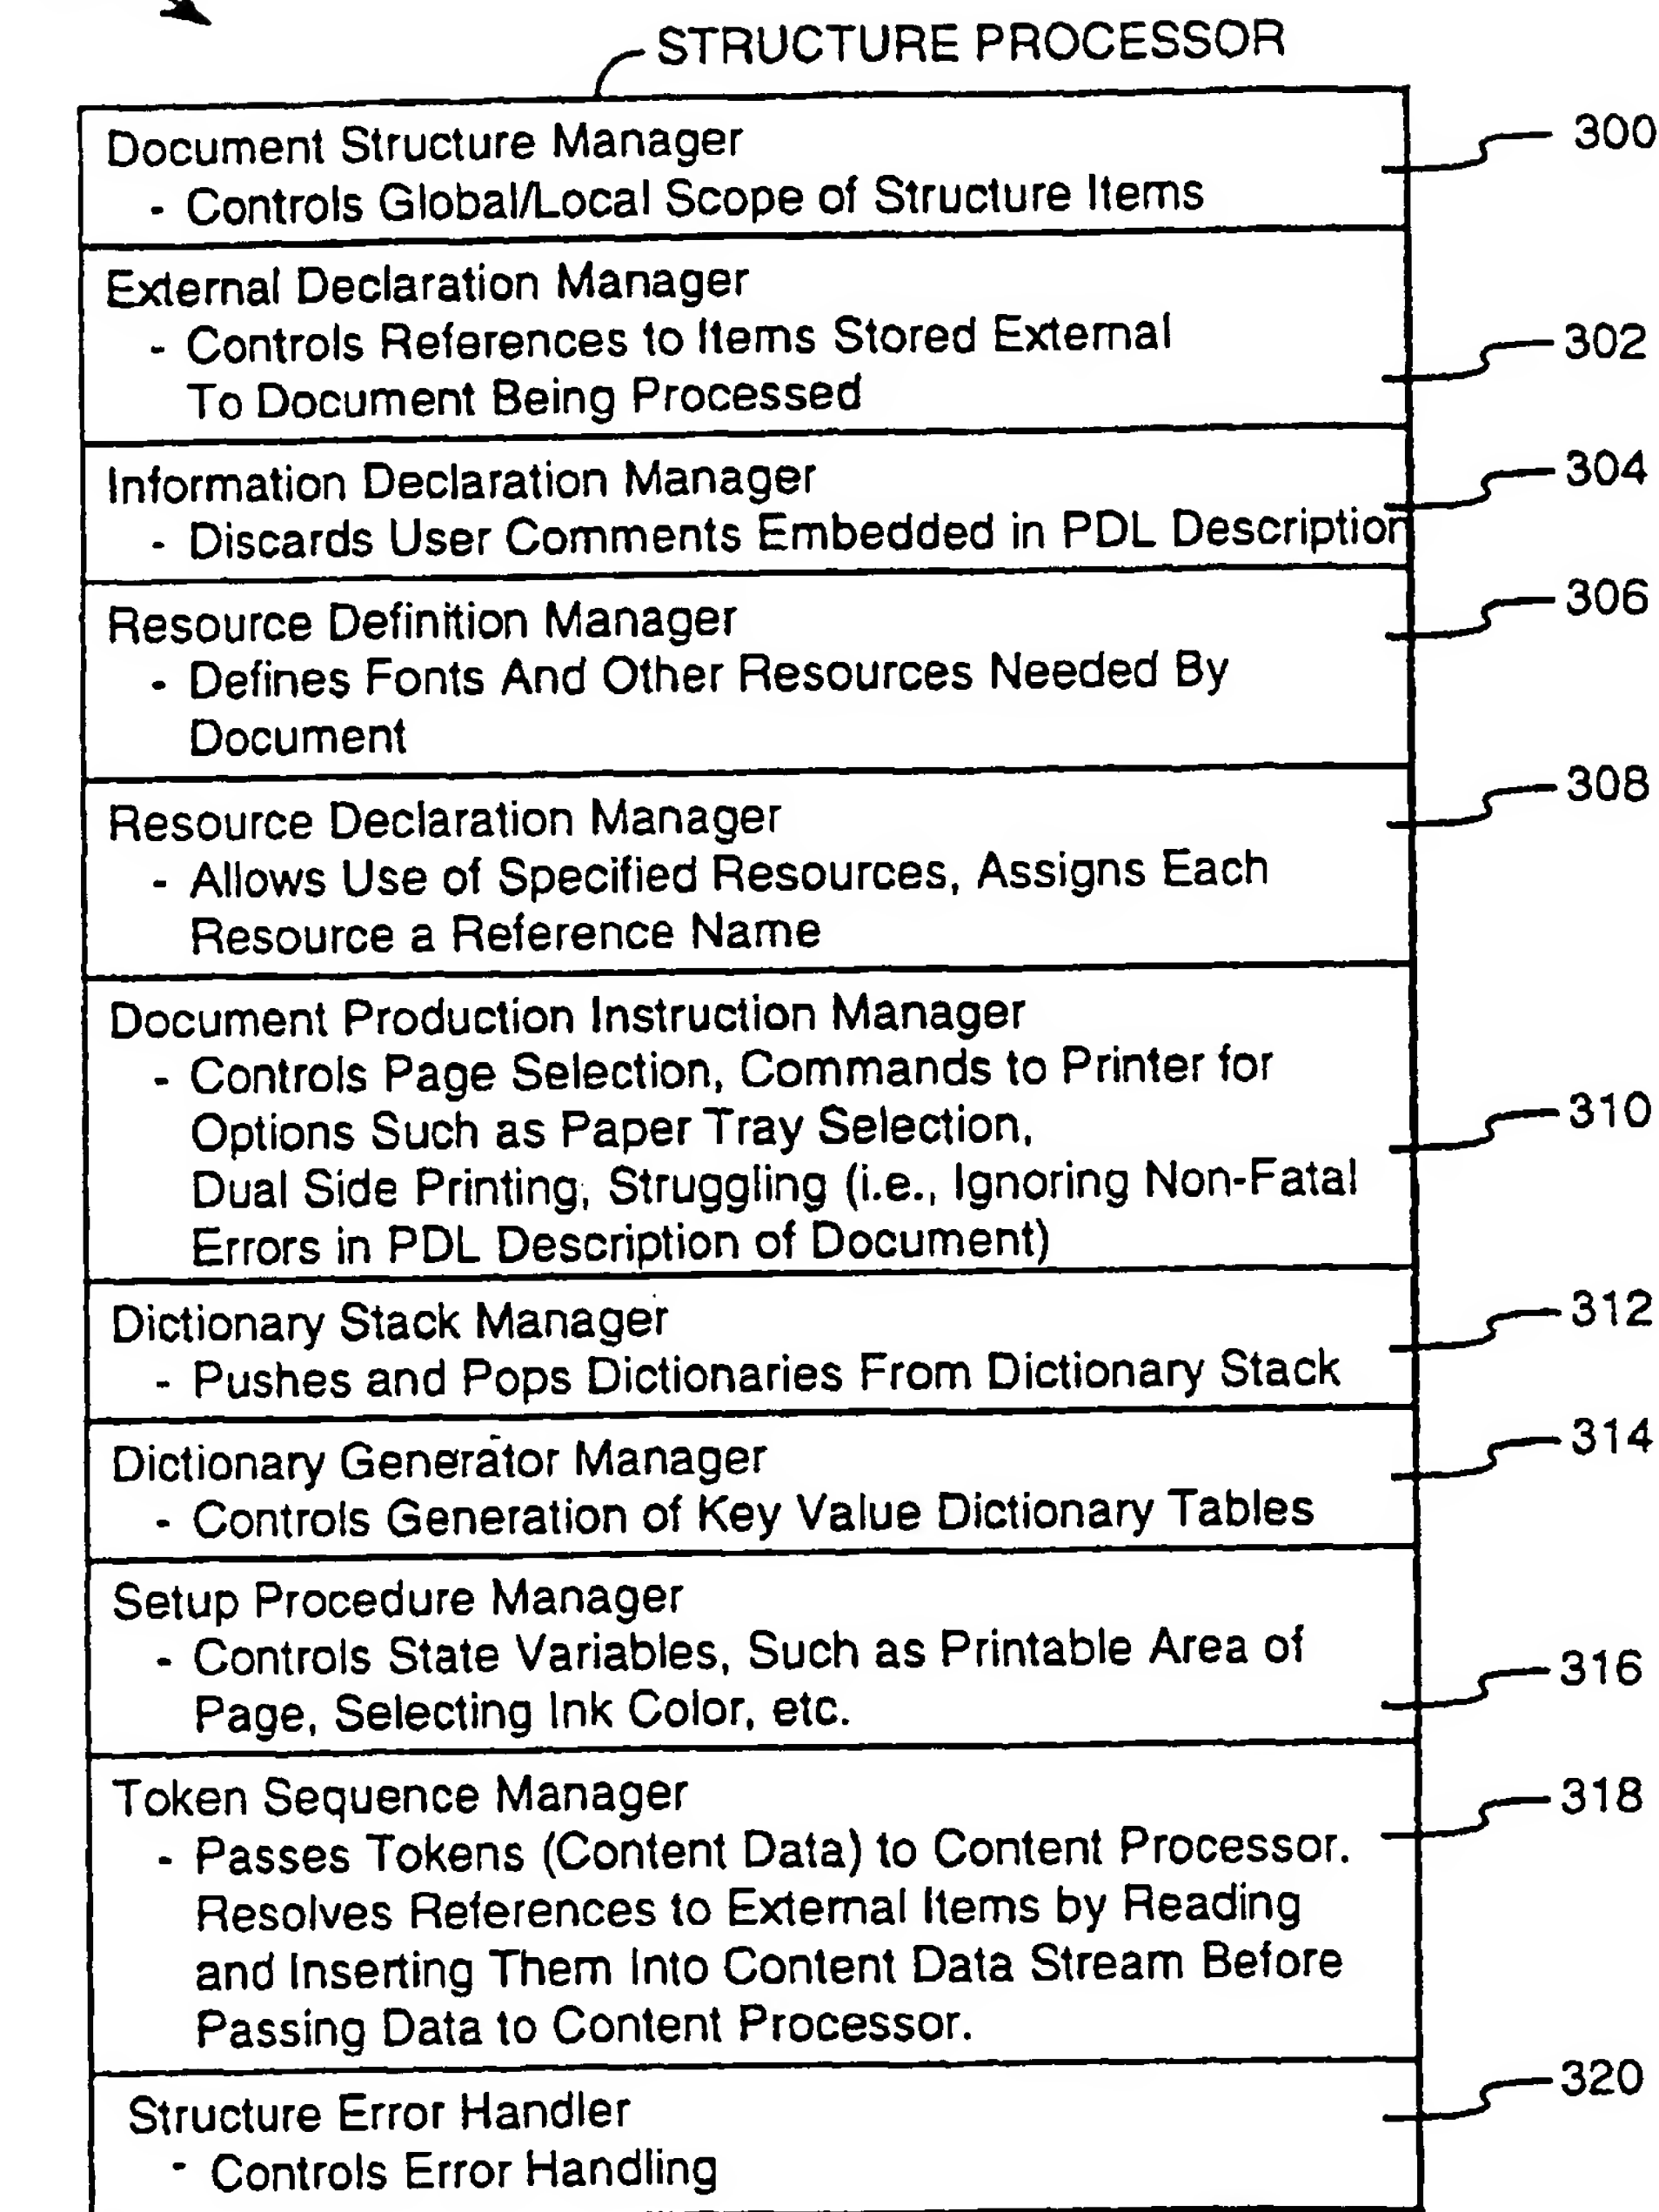 STRUCTURE PROCESSOR
Document Structure Manager
300
- Controls Global/Local Scope of Structure Items
External Declaration Manager
- Controls References to Items Stored External
302
To Document Being Processed
Information Declaration Manager
304
- Discards User Comments Embedded in PDL Description
Resource Definition Manager
306
- Defines Fonts And Other Resources Needed By
Document
Resource Declaration Manager
308
- Allows Use of Specified Resources, Assigns Each
Resource a Reference Name
Document Production Instruction Manager
- Controls Page Selection, Commands to Printer for
Options Such as Paper Tray Selection,
310
Dual Side Printing, Struggling (i.e., Ignoring Non-Fatal
Errors in PDL Description of Document)
Dictionary Stack Manager
312
- Pushes and Pops Dictionaries From Dictionary Stack
Dictionary Generator Manager
314
- Controls Generation of Key Value Dictionary Tables
Setup Procedure Manager
- Controls State Variables, Such as Printable Area of
316
Page, Selecting Ink Color, etc.
Token Sequence Manager
318
- Passes Tokens (Content Data) to Content Processor.
Resolves References to External Items by Reading
and Inserting Them Into Content Data Stream Before
Passing Data to Content Processor.
Structure Error Handler
320
- Controls Error Handling